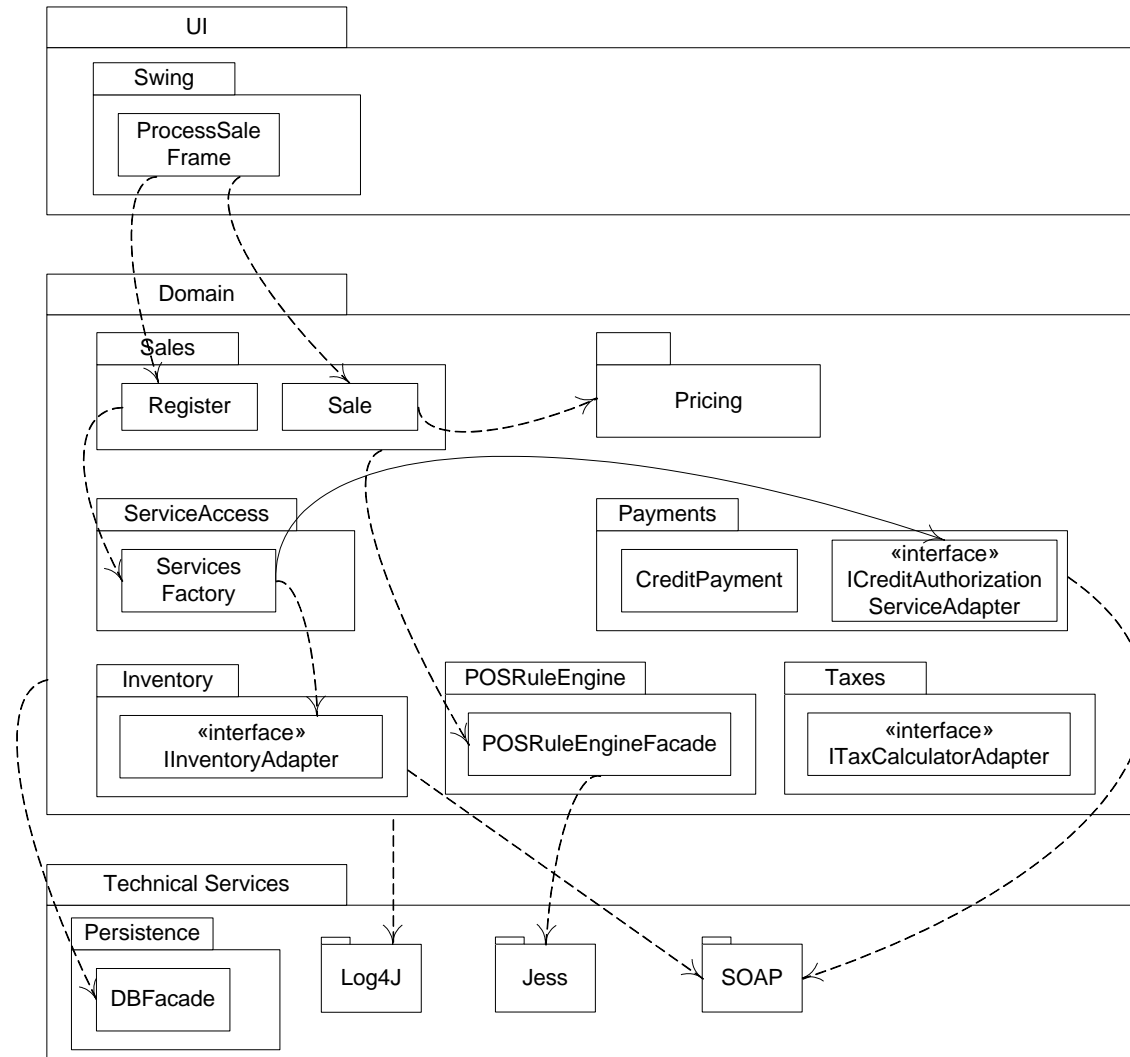 UI
Swing
ProcessSale
Frame
Domain
Sales
Register
Sale
Pricing
ServiceAccess
Services
Factory
Payments
CreditPayment
«interface»
ICreditAuthorization
ServiceAdapter
Inventory
«interface»
IInventoryAdapter
POSRuleEngine
POSRuleEngineFacade
Taxes
«interface»
ITaxCalculatorAdapter
Technical Services
Persistence
DBFacade
Log4J
Jess
SOAP